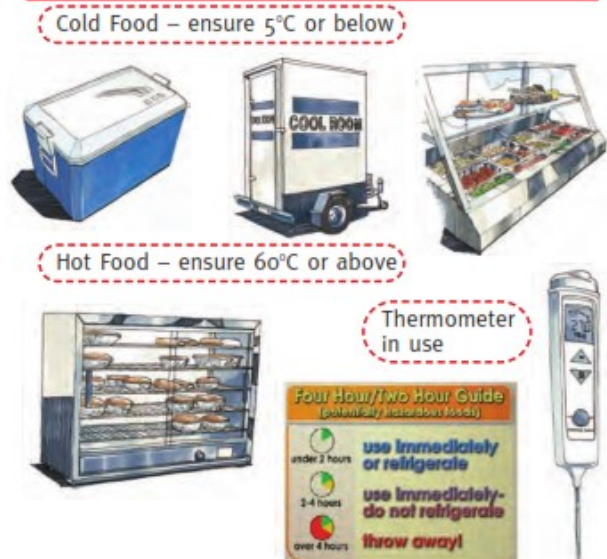 Cold Food – ensure 5°C or below
COOL ROOM
Hot Food – ensure 60°C or above
Thermometer
in use
Four Hour/Two Hour Guide
(potentially hazardous foods)
under 2 hours
use immediately
or refrigerate
2-4 hours
use immediately-
do not refrigerate
over 4 hours
throw away!